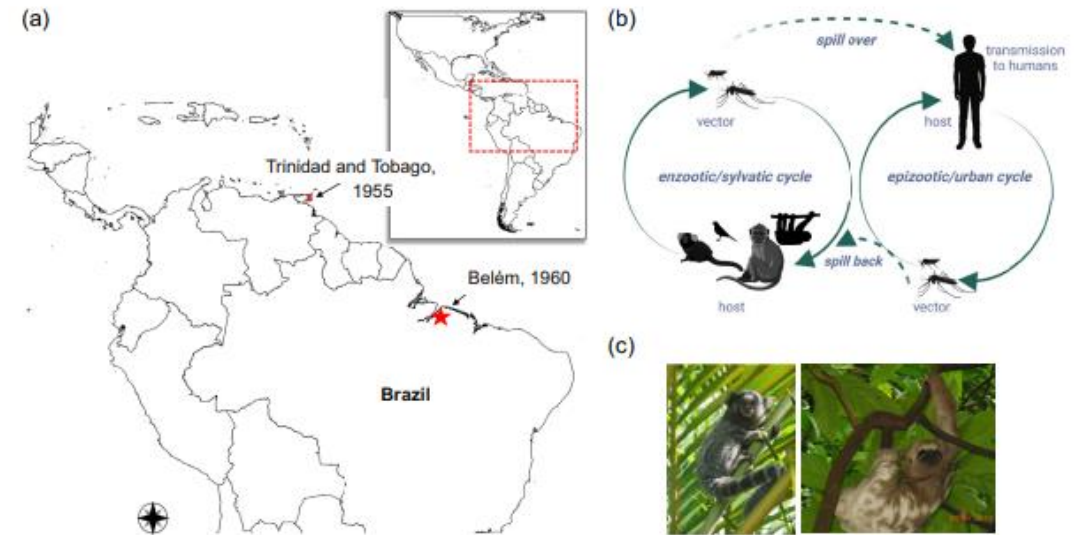 (a)
Trinidad and Tobago,
1955
Belém, 1960
Brazil
(b)
spill over
transmission
to humans
vector
host
enzootic/sylvatic cycle
epizootic/urban cycle
spill back
host
vector
(c)